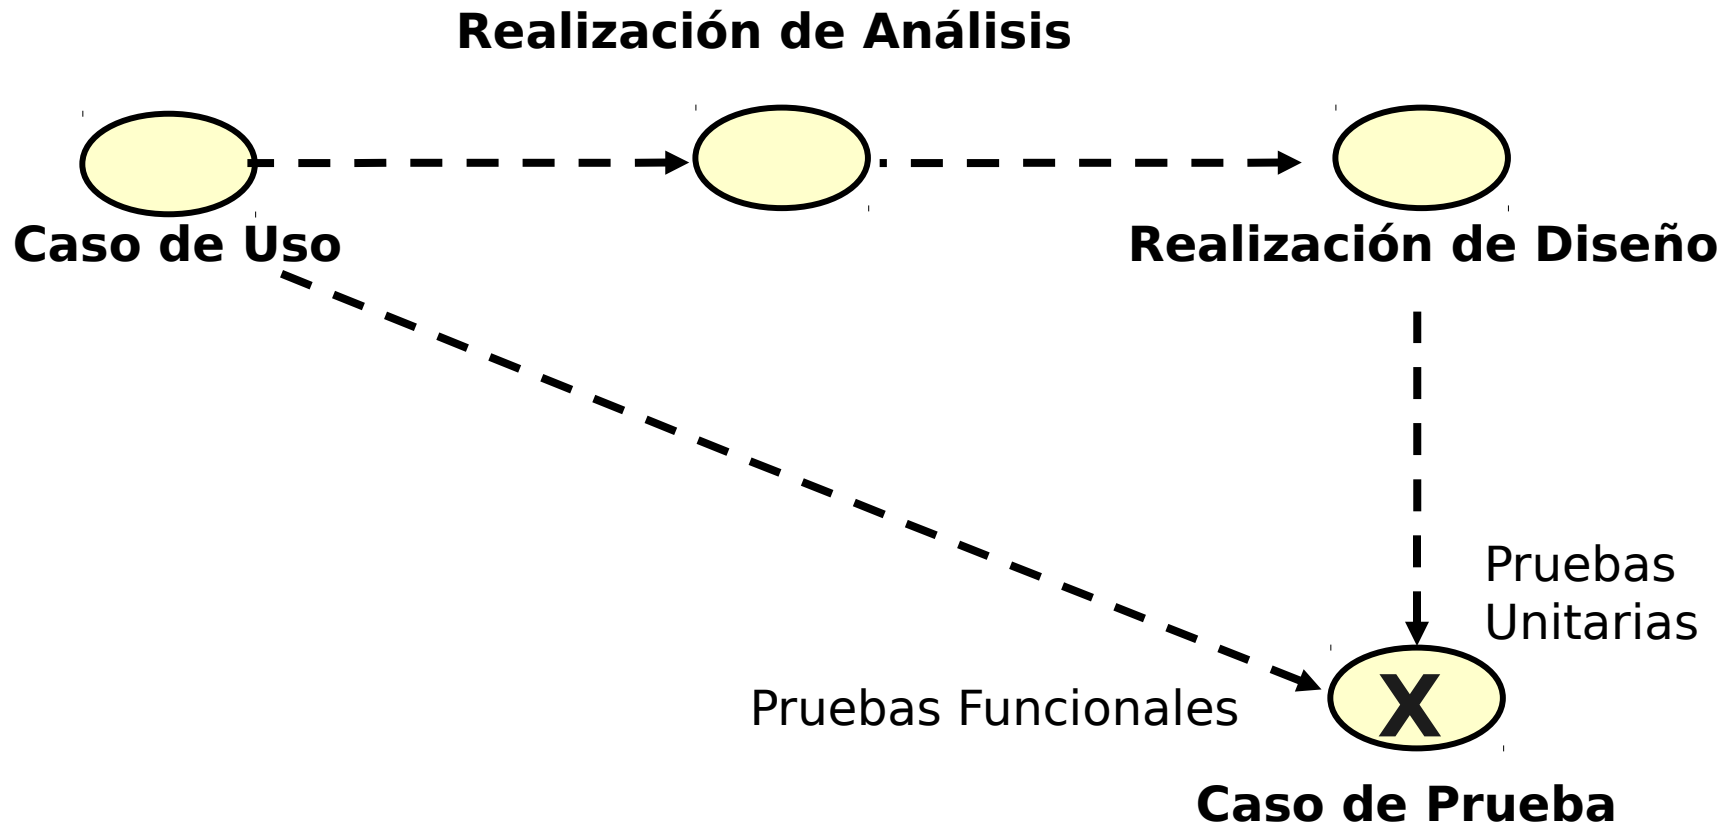 Realización de Análisis
Caso de Uso
Realización de Diseño
Pruebas
Unitarias
X
Pruebas Funcionales
Caso de Prueba